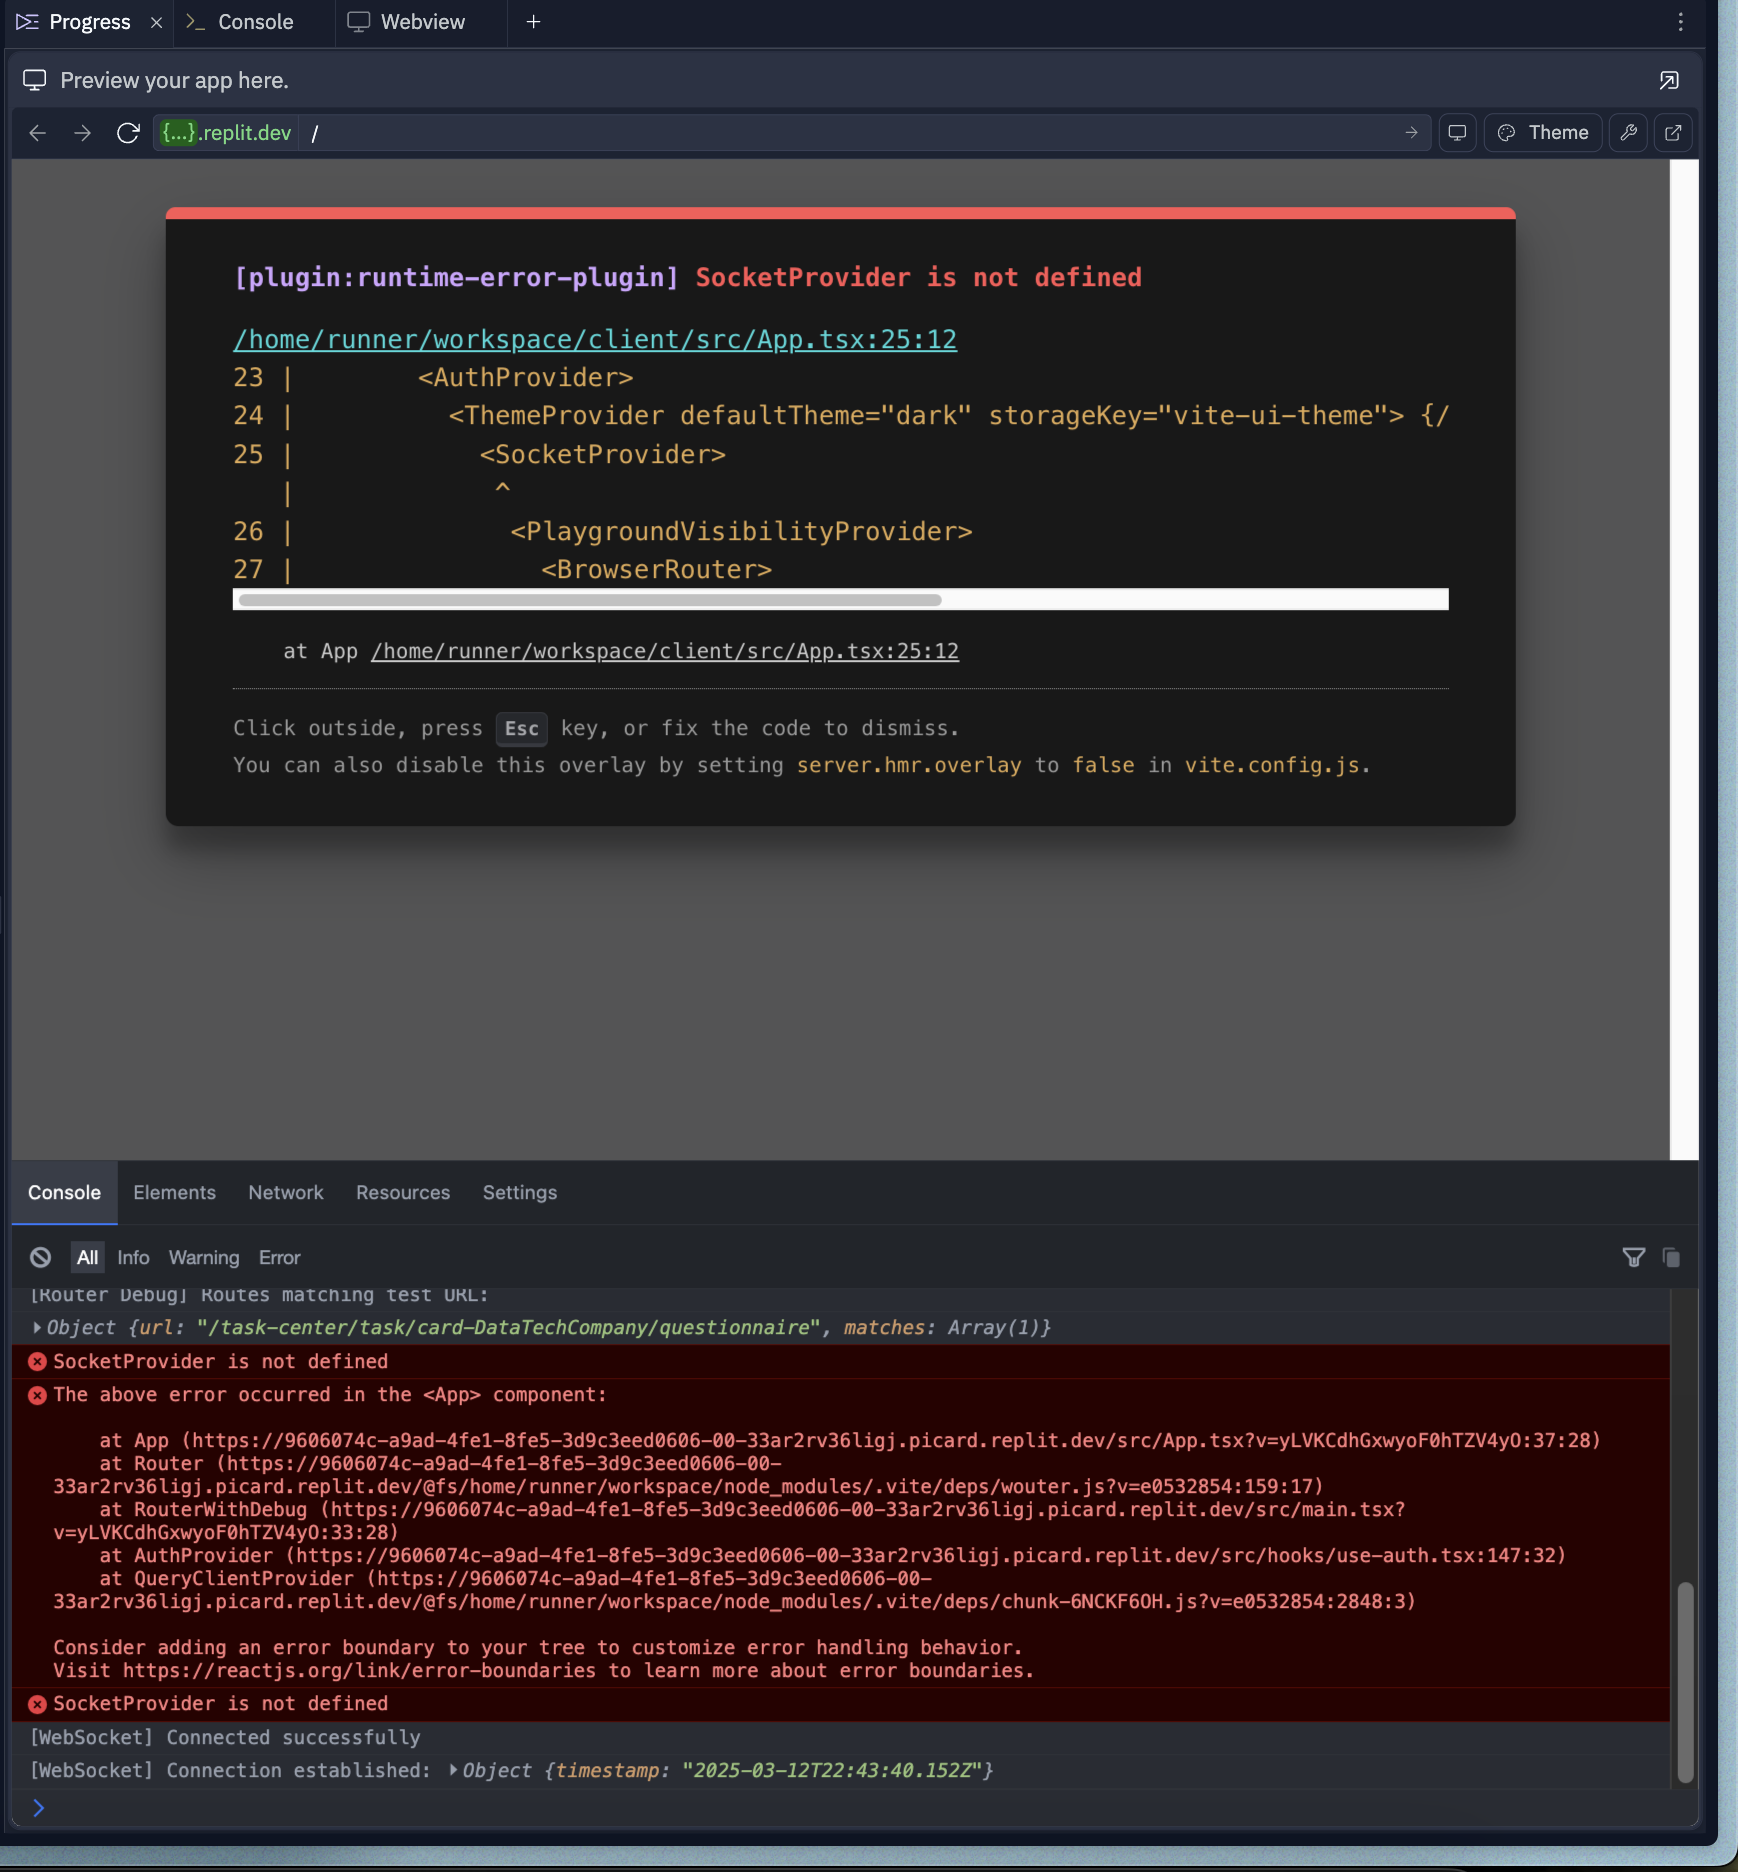 Progress
Console
Webview
Preview your app here.
{...}.replit.dev /
Theme
[plugin:runtime-error-plugin] SocketProvider is not defined
/home/runner/workspace/client/src/App.tsx:25:12
23 | <AuthProvider>
24 | <ThemeProvider defaultTheme="dark" storageKey="vite-ui-theme"> {/
25 | <SocketProvider>
| ^
26 | <PlaygroundVisibilityProvider>
27 | <BrowserRouter>
at App /home/runner/workspace/client/src/App.tsx:25:12
Click outside, press Esc key, or fix the code to dismiss.
You can also disable this overlay by setting server.hmr.overlay to false in vite.config.js.
Console Elements Network Resources Settings
All Info Warning Error
[Router Debug] Routes matching test URL:
Object {url: "/task-center/task/card-DataTechCompany/questionnaire", matches: Array(1)}
SocketProvider is not defined
The above error occurred in the <App> component:
at App (https://9606074c-a9ad-4fe1-8fe5-3d9c3eed0606-00-33ar2rv36ligj.picard.replit.dev/src/App.tsx?v=yLVKCdhGxwyoF0hTZV4yO:37:28)
at Router (https://9606074c-a9ad-4fe1-8fe5-3d9c3eed0606-00-
33ar2rv36ligj.picard.replit.dev/@fs/home/runner/workspace/node_modules/.vite/deps/wouter.js?v=e0532854:159:17)
at RouterWithDebug (https://9606074c-a9ad-4fe1-8fe5-3d9c3eed0606-00-33ar2rv36ligj.picard.replit.dev/src/main.tsx?
v=yLVKCdhGxwyoF0hTZV4yO:33:28)
at AuthProvider (https://9606074c-a9ad-4fe1-8fe5-3d9c3eed0606-00-33ar2rv36ligj.picard.replit.dev/src/hooks/use-auth.tsx:147:32)
at QueryClientProvider (https://9606074c-a9ad-4fe1-8fe5-3d9c3eed0606-00-
33ar2rv36ligj.picard.replit.dev/@fs/home/runner/workspace/node_modules/.vite/deps/chunk-6NCKF6OH.js?v=e0532854:2848:3)
Consider adding an error boundary to your tree to customize error handling behavior.
Visit https://reactjs.org/link/error-boundaries to learn more about error boundaries.
SocketProvider is not defined
[WebSocket] Connected successfully
[WebSocket] Connection established: Object {timestamp: "2025-03-12T22:43:40.152Z"}